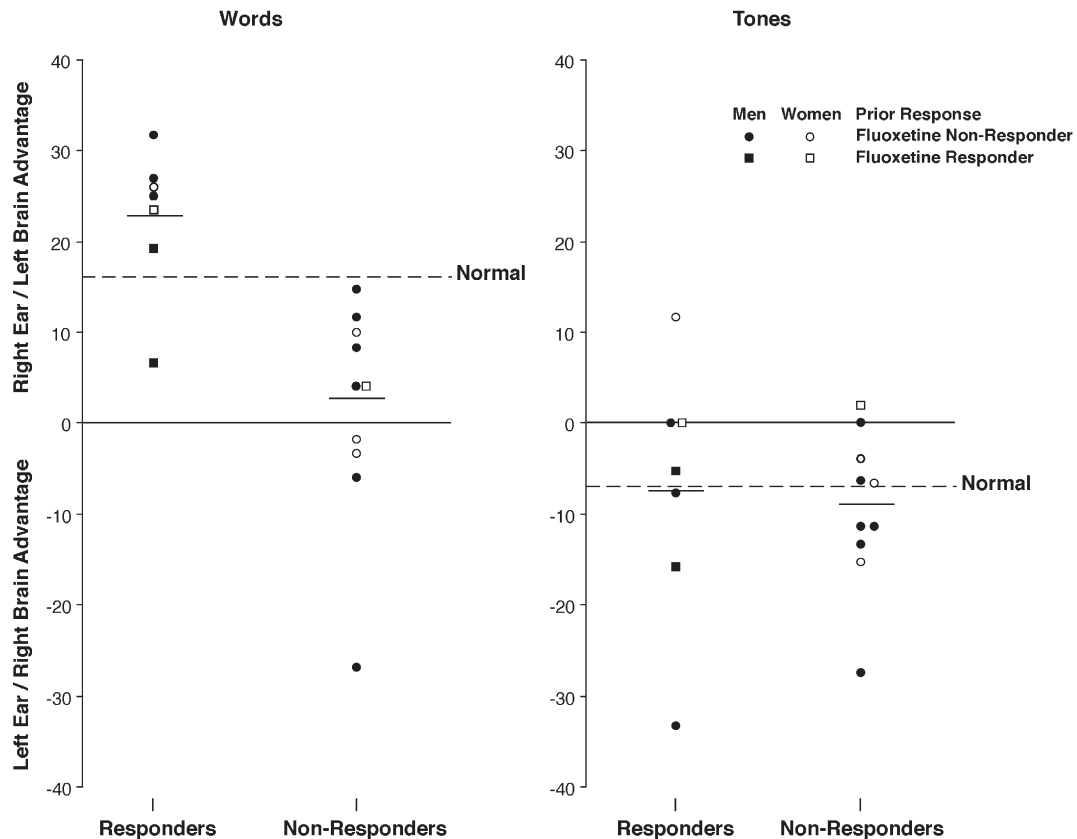 Words
Tones
Right Ear / Left Brain Advantage
Left Ear / Right Brain Advantage
40
30
20
10
0
-10
-20
-30
-40
Normal
Responders
Non-Responders
40
30
20
10
0
-10
-20
-30
-40
Men Women Prior Response
Fluoxetine Non-Responder
Fluoxetine Responder
Normal
Responders
Non-Responders